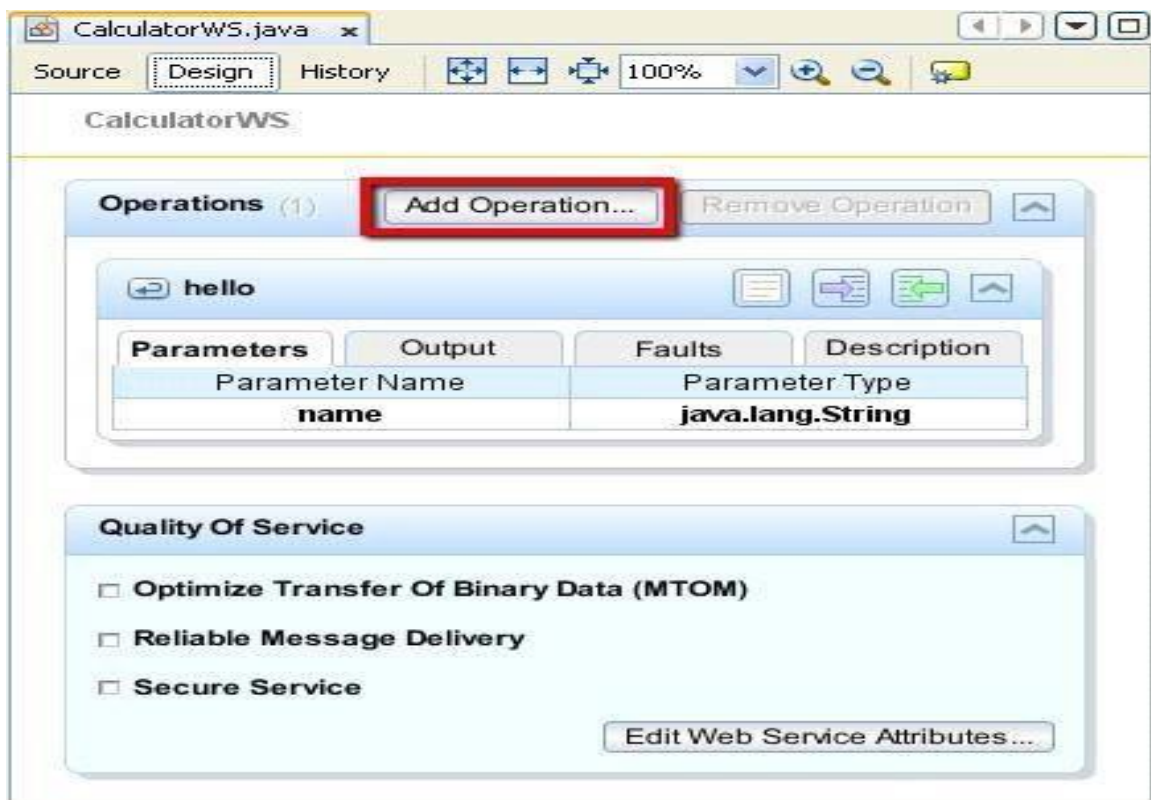 CalculatorWS.java x
Source Design History 100%
CalculatorWS
Operations (1) Add Operation... Remove Operation
hello
Parameters Output Faults Description
Parameter Name Parameter Type
name java.lang.String
Quality Of Service
Optimize Transfer Of Binary Data (MTOM)
Reliable Message Delivery
Secure Service
Edit Web Service Attributes...